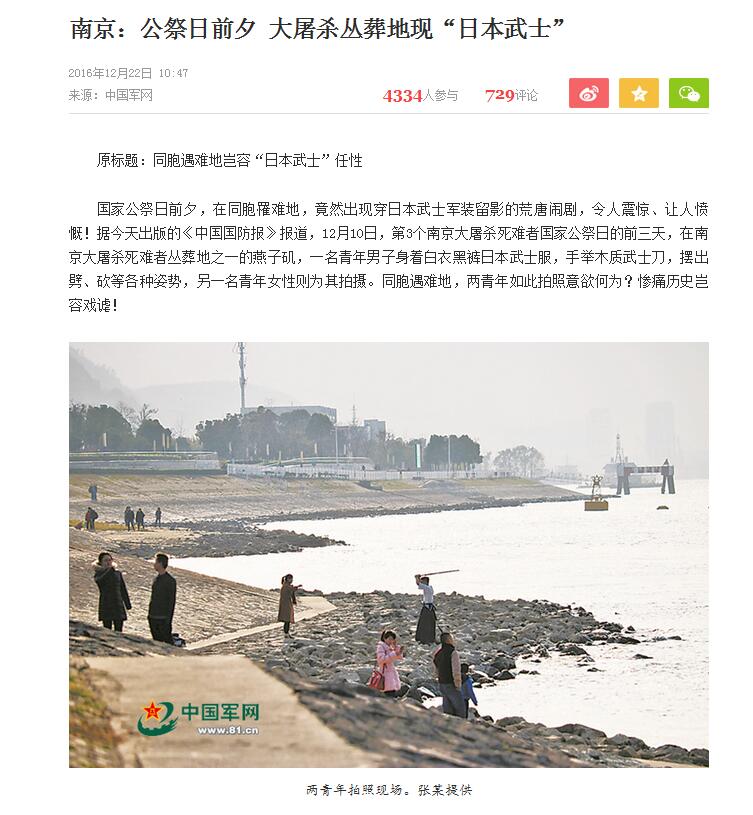 南京：公祭日前夕 大屠杀丛葬地现“日本武士”
2016年12月22日 10:47
来源：中国军网
4334人参与
729评论
原标题：同胞遇难地岂容“日本武士”任性
国家公祭日前夕，在同胞罹难地，竟然出现穿日本武士军装留影的荒唐闹剧，令人震惊、让人愤
慨！据今天出版的《中国国防报》报道，12月10日，第3个南京大屠杀死难者国家公祭日的前三天，在南
京大屠杀死难者丛葬地之一的燕子矶，一名青年男子身着白衣黑裤日本武士服，手举木质武士刀，摆出
劈、砍等各种姿势，另一名青年女性则为其拍摄。同胞遇难地，两青年如此拍照意欲何为？惨痛历史岂
容戏谑！
中国军网
www.81.cn
两青年拍照现场。张某提供